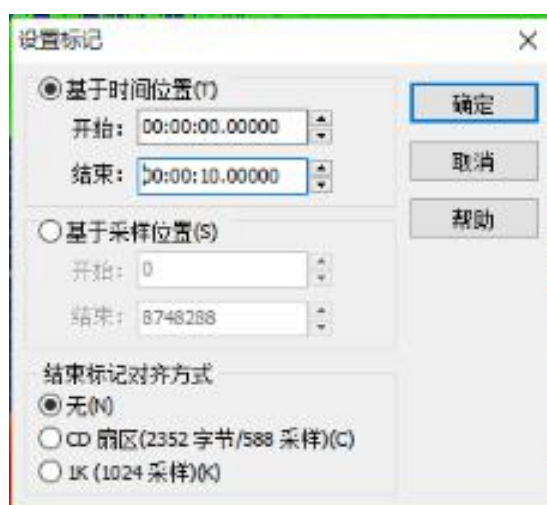 设置标记
基于时间位置(T)
确定
开始： 00:00:00.00000
结束： 00:00:10.00000
取消
基于采样位置(S)
帮助
开始： 0
结束： 8748288
结束标记对齐方式
无(N)
CD 扇区(2352 字节/588 采样)(C)
1K (1024 采样)(K)